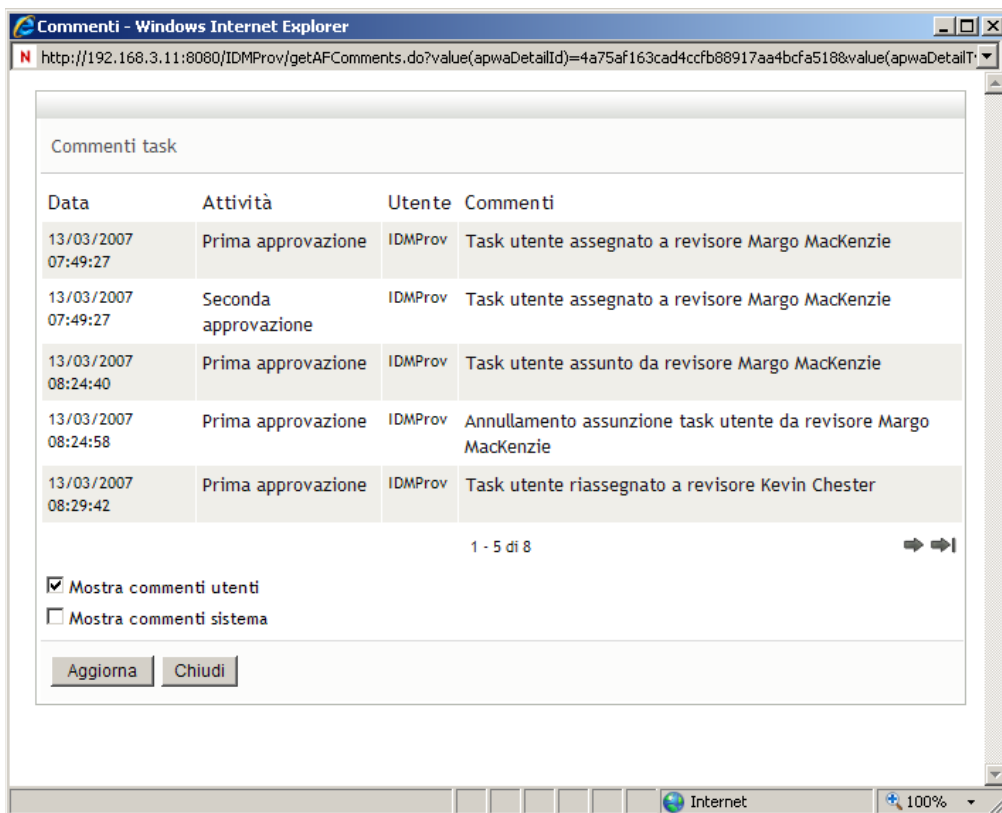 Commenti - Windows Internet Explorer
N http://192.168.3.11:8080/IDMProv/getAFComments.do?value(apwaDetailId)=4a75af163cad4ccfb88917aa4bcfa518&value(apwaDetailT
Commenti task
Data Attività Utente Commenti
13/03/2007 Prima approvazione IDMProv Task utente assegnato a revisore Margo MacKenzie
07:49:27
13/03/2007 Seconda IDMProv Task utente assegnato a revisore Margo MacKenzie
07:49:27 approvazione
13/03/2007 Prima approvazione IDMProv Task utente assunto da revisore Margo MacKenzie
08:24:40
13/03/2007 Prima approvazione IDMProv Annullamento assunzione task utente da revisore Margo
08:24:58 MacKenzie
13/03/2007 Prima approvazione IDMProv Task utente riassegnato a revisore Kevin Chester
08:29:42
1 - 5 di 8
Mostra commenti utenti
Mostra commenti sistema
Aggiorna Chiudi
Internet 100%